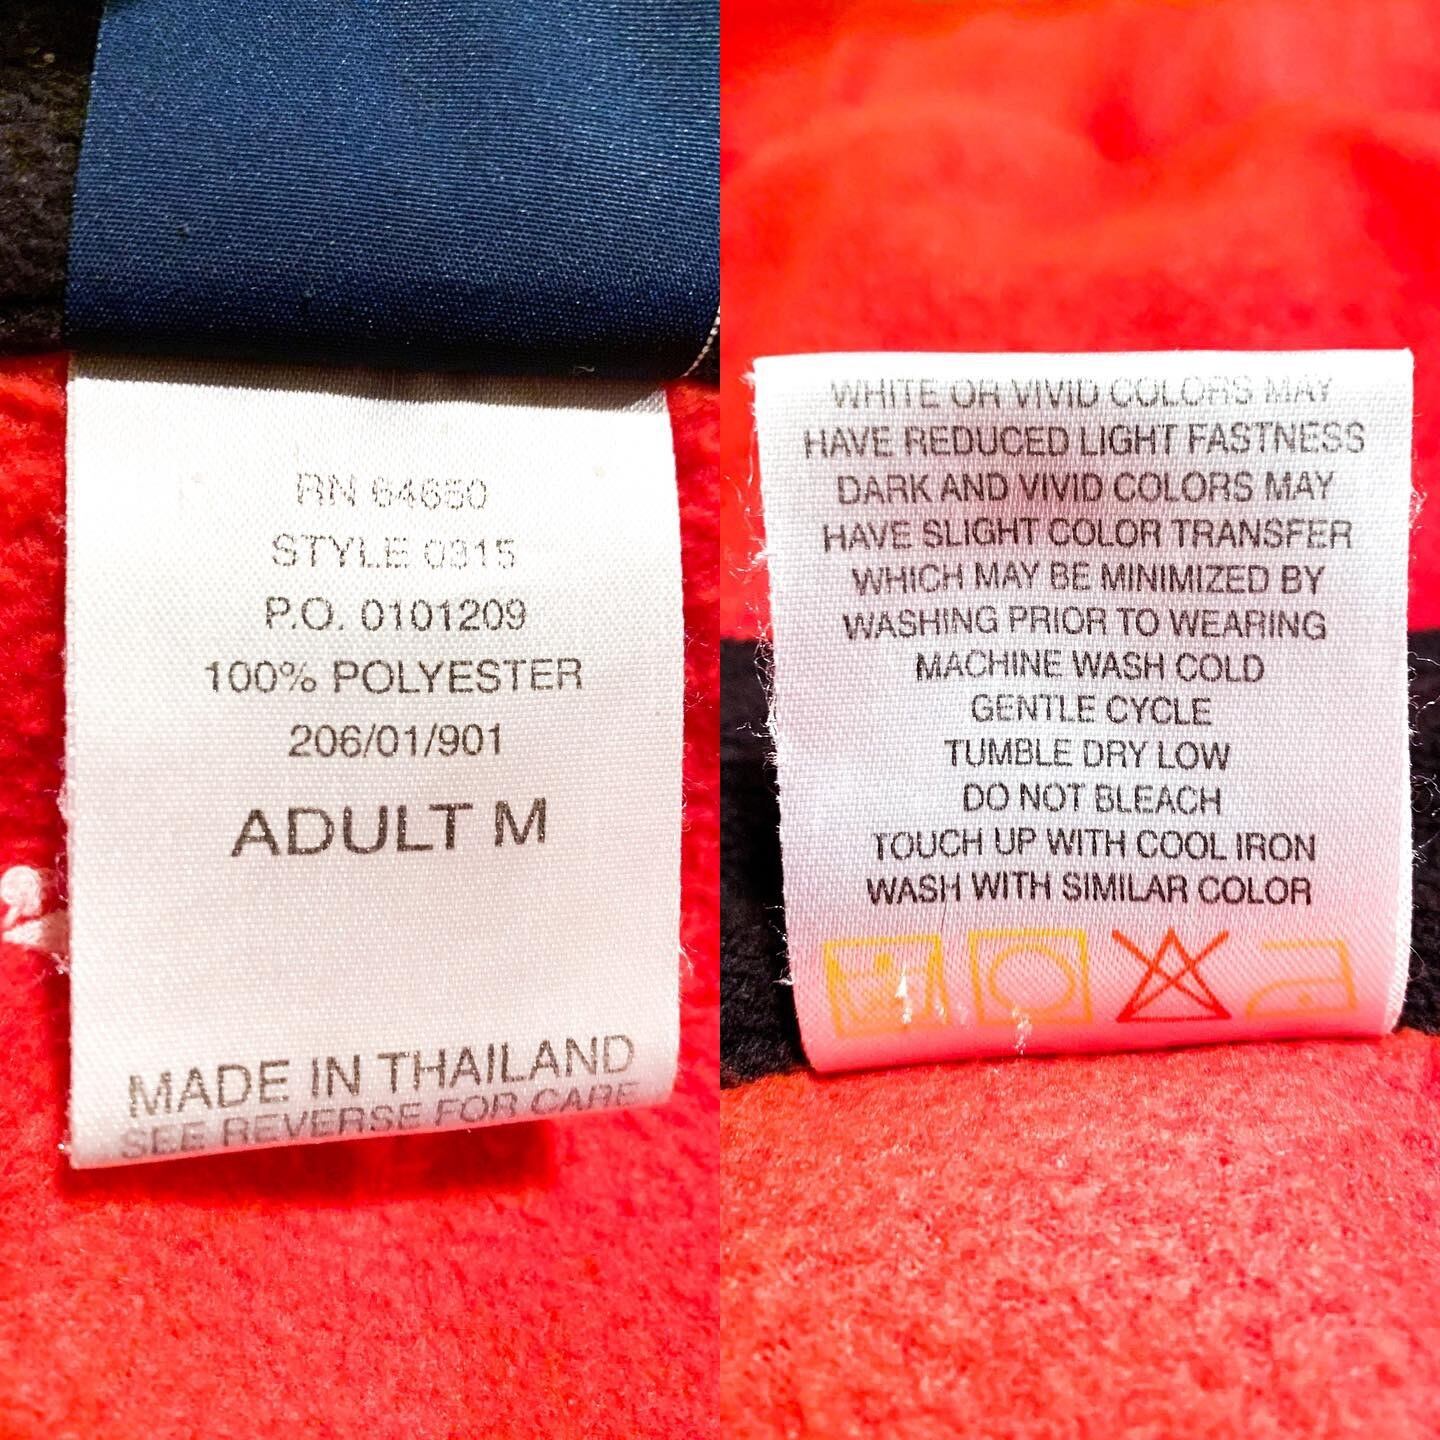 RN 64650
STYLE 0315
P.O. 0101209
100% POLYESTER
206/01/901
ADULT M
MADE IN THAILAND
SEE REVERSE FOR CARE
WHITE OR VIVID COLORS MAY
HAVE REDUCED LIGHT FASTNESS
DARK AND VIVID COLORS MAY
HAVE SLIGHT COLOR TRANSFER
WHICH MAY BE MINIMIZED BY
WASHING PRIOR TO WEARING
MACHINE WASH COLD
GENTLE CYCLE
TUMBLE DRY LOW
DO NOT BLEACH
TOUCH UP WITH COOL IRON
WASH WITH SIMILAR COLOR